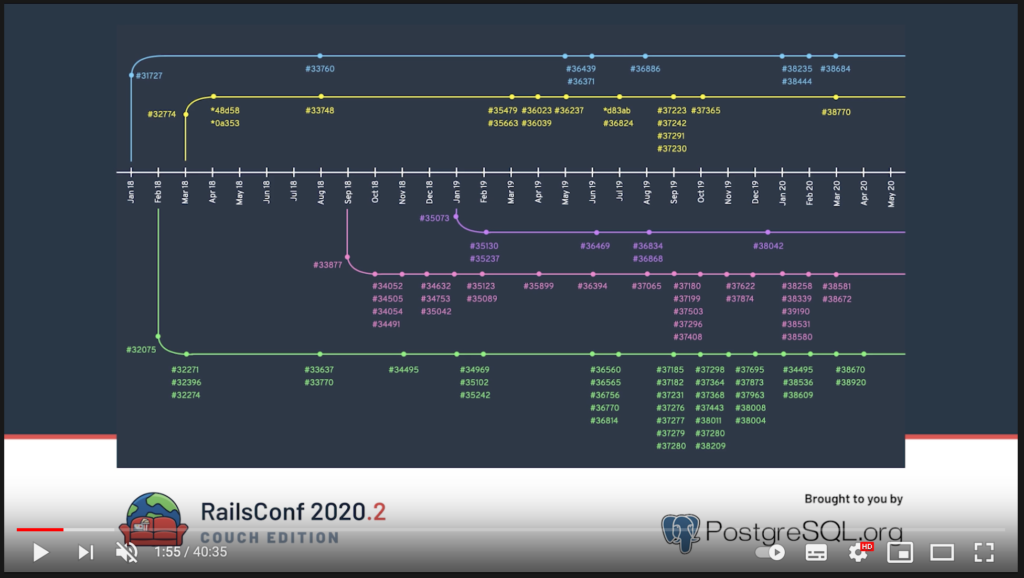 #31727
#33760
#36439
#36371
#36886
#38235
#38444
#38684
#32774
*48d58
*0a353
#33748
#35479
#35663
#36023
#36039
#36237
*d83ab
#36824
#37223
#37242
#37291
#37230
#37365
#38770
Jan 18
Feb 18
Mar 18
Apr 18
May 18
Jun 18
Jul 18
Aug 18
Sep 18
Oct 18
Nov 18
Dec 18
Jan 19
Feb 19
Mar 19
Apr 19
May 19
Jun 19
Jul 19
Aug 19
Sep 19
Oct 19
Nov 19
Dec 19
Jan 20
Feb 20
Mar 20
Apr 20
May 20
#35073
#35130
#35237
#36469
#36834
#36868
#38042
#33877
#34052
#34505
#34054
#34491
#34632
#34753
#35042
#35123
#35089
#35899
#36394
#37065
#37180
#37199
#37503
#37296
#37408
#37622
#37874
#38258
#38339
#39190
#38531
#38580
#38581
#38672
#32075
#32271
#32396
#32274
#33637
#33770
#34495
#34969
#35102
#35242
#36560
#36565
#36756
#36770
#36814
#37185
#37182
#37231
#37276
#37277
#37279
#37280
#37298
#37364
#37368
#37443
#38011
#37280
#38209
#37695
#37873
#37963
#38008
#38004
#34495
#38536
#38609
#38670
#38920
RailsConf 2020.2
COUCH EDITION
Brought to you by
PostgreSQL.org
1:55 / 40:35
HD